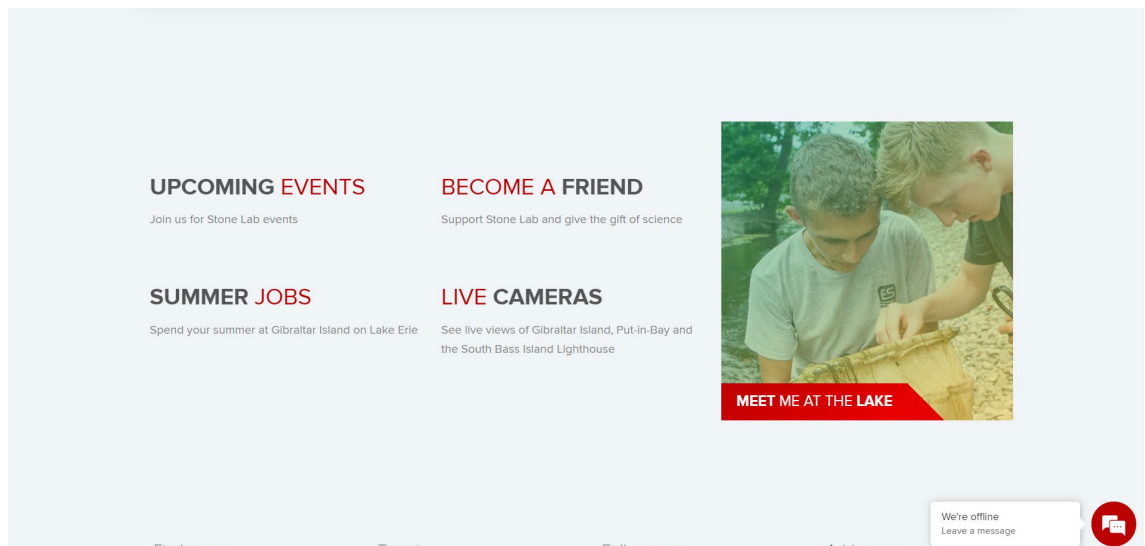 UPCOMING EVENTS
Join us for Stone Lab events
BECOME A FRIEND
Support Stone Lab and give the gift of science
SUMMER JOBS
Spend your summer at Gibraltar Island on Lake Erie
LIVE CAMERAS
See live views of Gibraltar Island, Put-in-Bay and
the South Bass Island Lighthouse
MEET ME AT THE LAKE
We're offline
Leave a message